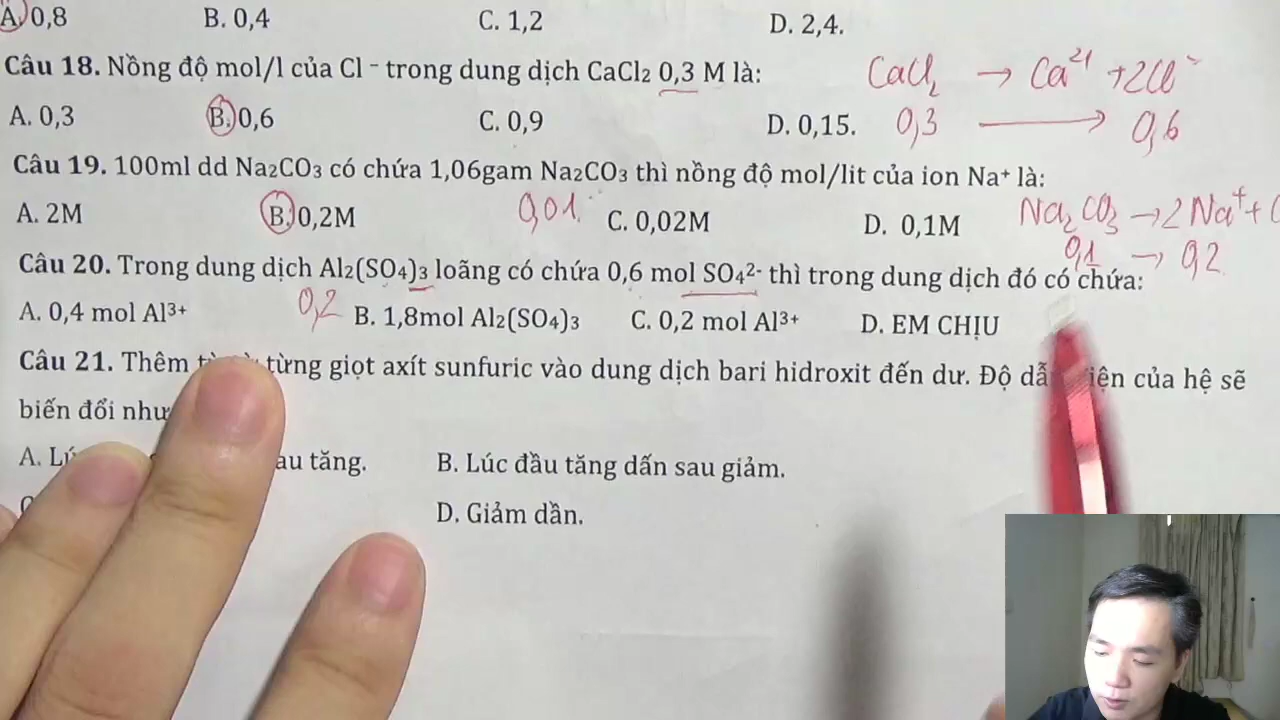 A. 0,8 B. 0,4 C. 1,2 D. 2,4.
Câu 18. Nồng độ mol/l của Cl⁻ trong dung dịch CaCl₂ 0,3 M là: CaCl₂ → Ca²⁺ + 2Cl⁻
A. 0,3 B. 0,6 C. 0,9 D. 0,15. 0,3 → 0,6
Câu 19. 100ml dd Na₂CO₃ có chứa 1,06gam Na₂CO₃ thì nồng độ mol/lit của ion Na⁺ là:
A. 2M B. 0,2M 0,01 C. 0,02M D. 0,1M Na₂CO₃ → 2Na⁺ +
0,1 → 0,2
Câu 20. Trong dung dịch Al₂(SO₄)₃ loãng có chứa 0,6 mol SO₄²⁻ thì trong dung dịch đó có chứa:
A. 0,4 mol Al³⁺ 0,2 B. 1,8mol Al₂(SO₄)₃ C. 0,2 mol Al³⁺ D. EM CHỊU
Câu 21. Thêm từng giọt axít sunfuric vào dung dịch bari hidroxit đến dư. Độ của hệ sẽ
biến đổi như
A. tăng. B. Lúc đầu tăng dấn sau giảm.
D. Giảm dần.